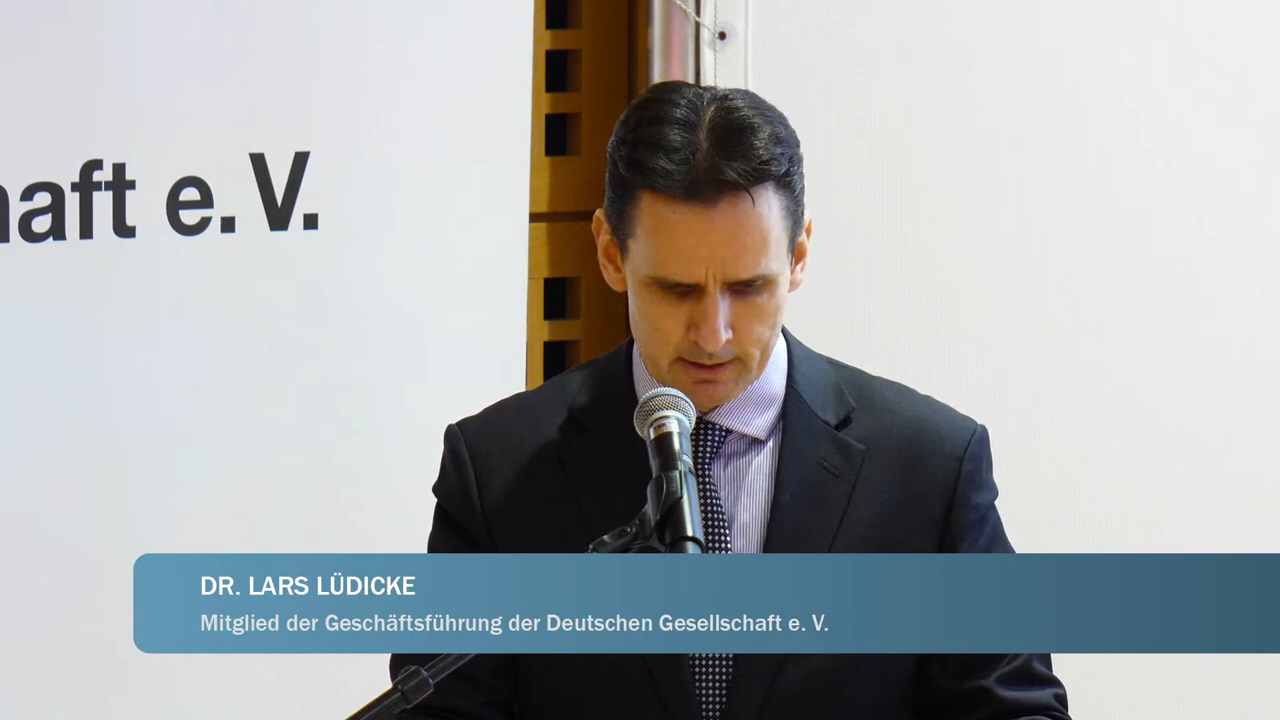 haft e. V.
DR. LARS LÜDICKE
Mitglied der Geschäftsführung der Deutschen Gesellschaft e. V.